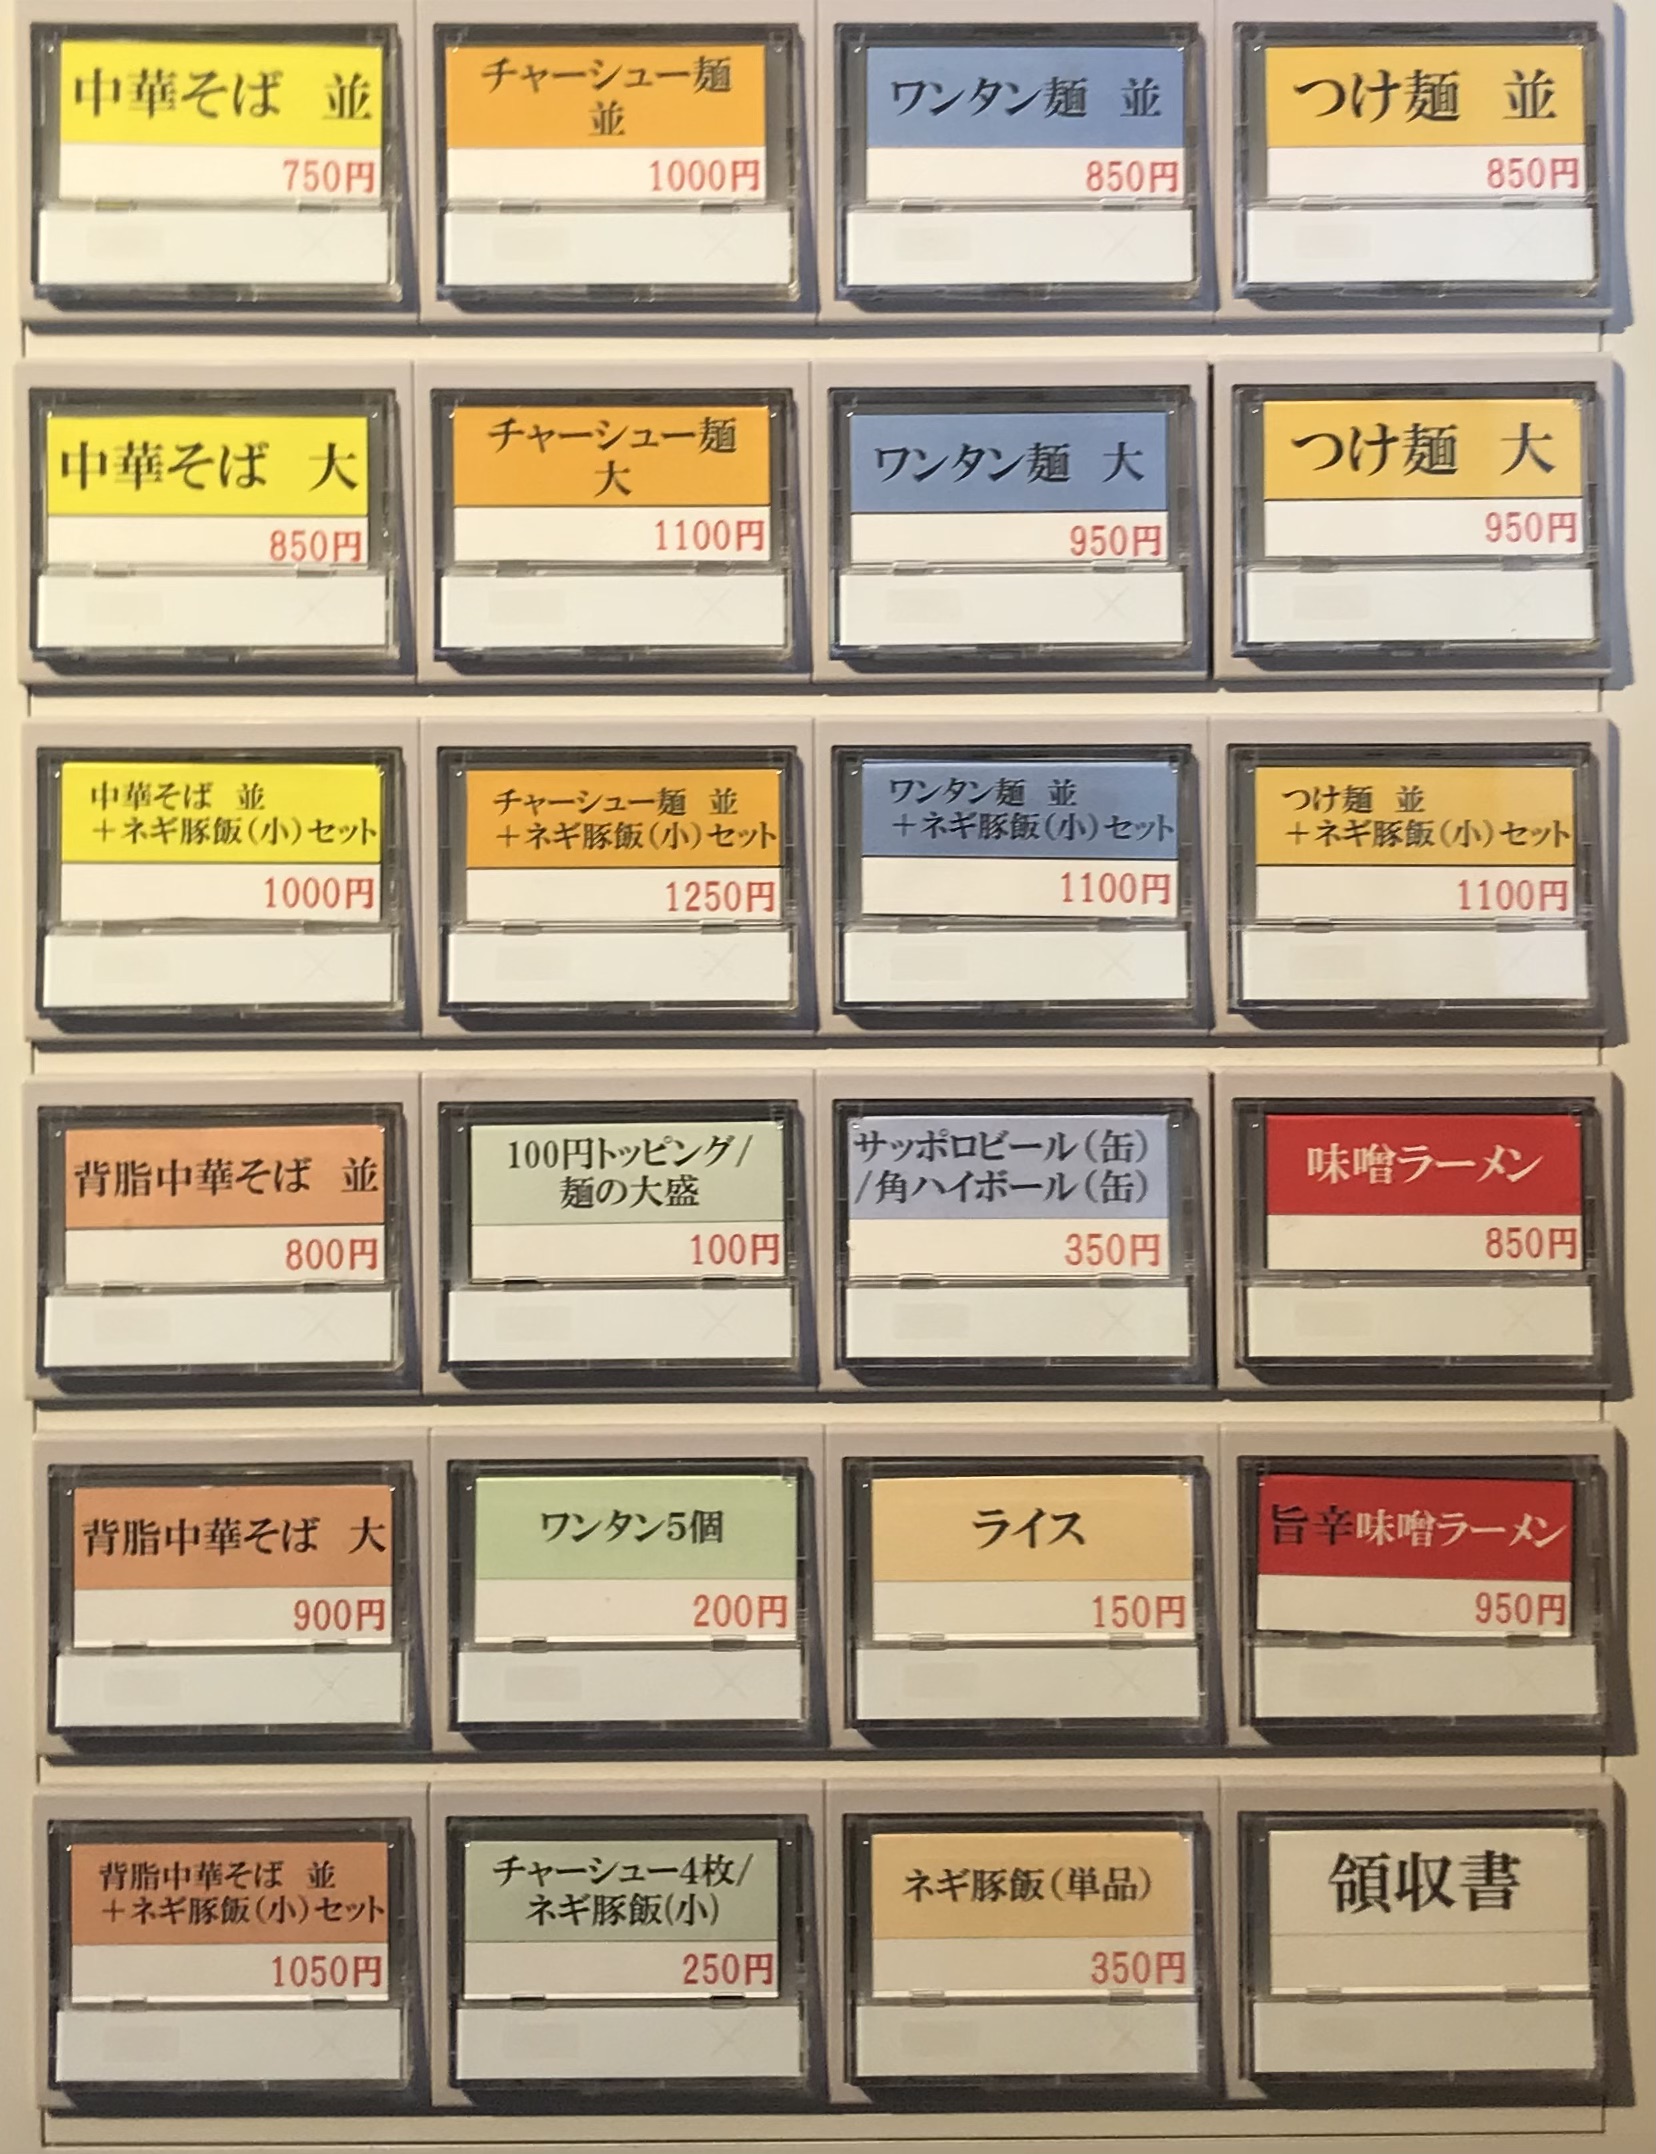 中華そば 並
750円
チャーシュー麺
並
1000円
ワンタン麺 並
850円
つけ麺 並
850円
中華そば 大
850円
チャーシュー麺
大
1100円
ワンタン麺 大
950円
つけ麺 大
950円
中華そば 並
+ネギ豚飯(小)セット
1000円
チャーシュー麺 並
+ネギ豚飯(小)セット
1250円
ワンタン麺 並
+ネギ豚飯(小)セット
1100円
つけ麺 並
+ネギ豚飯(小)セット
1100円
背脂中華そば 並
800円
100円トッピング/
麺の大盛
100円
サッポロビール(缶)
/角ハイボール(缶)
350円
味噌ラーメン
850円
背脂中華そば 大
900円
ワンタン5個
200円
ライス
150円
旨辛味噌ラーメン
950円
背脂中華そば 並
+ネギ豚飯(小)セット
1050円
チャーシュー4枚/
ネギ豚飯(小)
250円
ネギ豚飯(単品)
350円
領収書